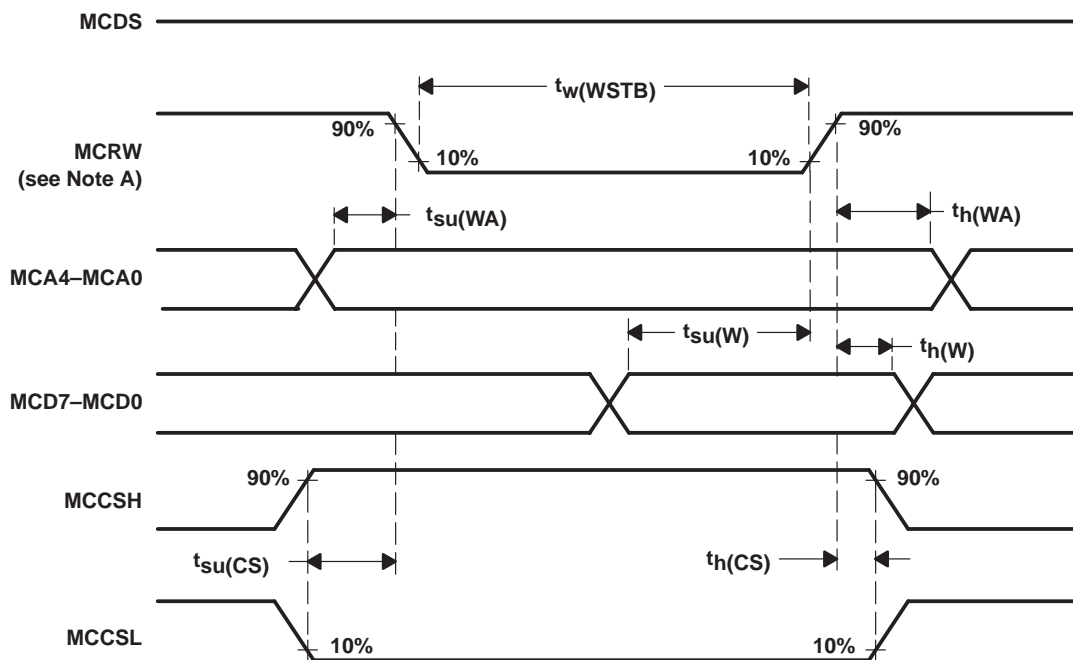 MCDS
tw(WSTB)
90%
90%
MCRW
(see Note A)
10%
10%
tsu(WA)
th(WA)
MCA4–MCA0
tsu(W)
th(W)
MCD7–MCD0
90%
90%
MCCSH
tsu(CS)
th(CS)
MCCSL
10%
10%